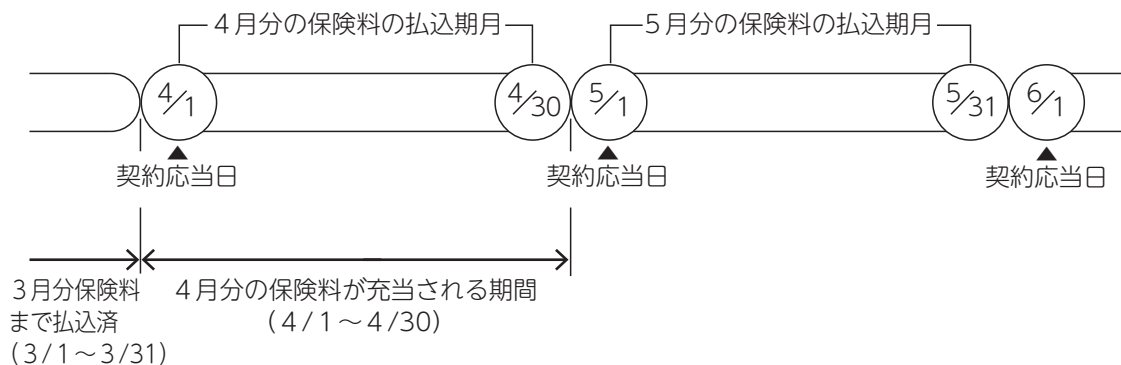 4月分の保険料の払込期月
5月分の保険料の払込期月
4/1
4/30
5/1
5/31
6/1
契約応当日
契約応当日
契約応当日
3月分保険料
まで払込済
(3/1~3/31)
4月分の保険料が充当される期間
(4/1~4/30)